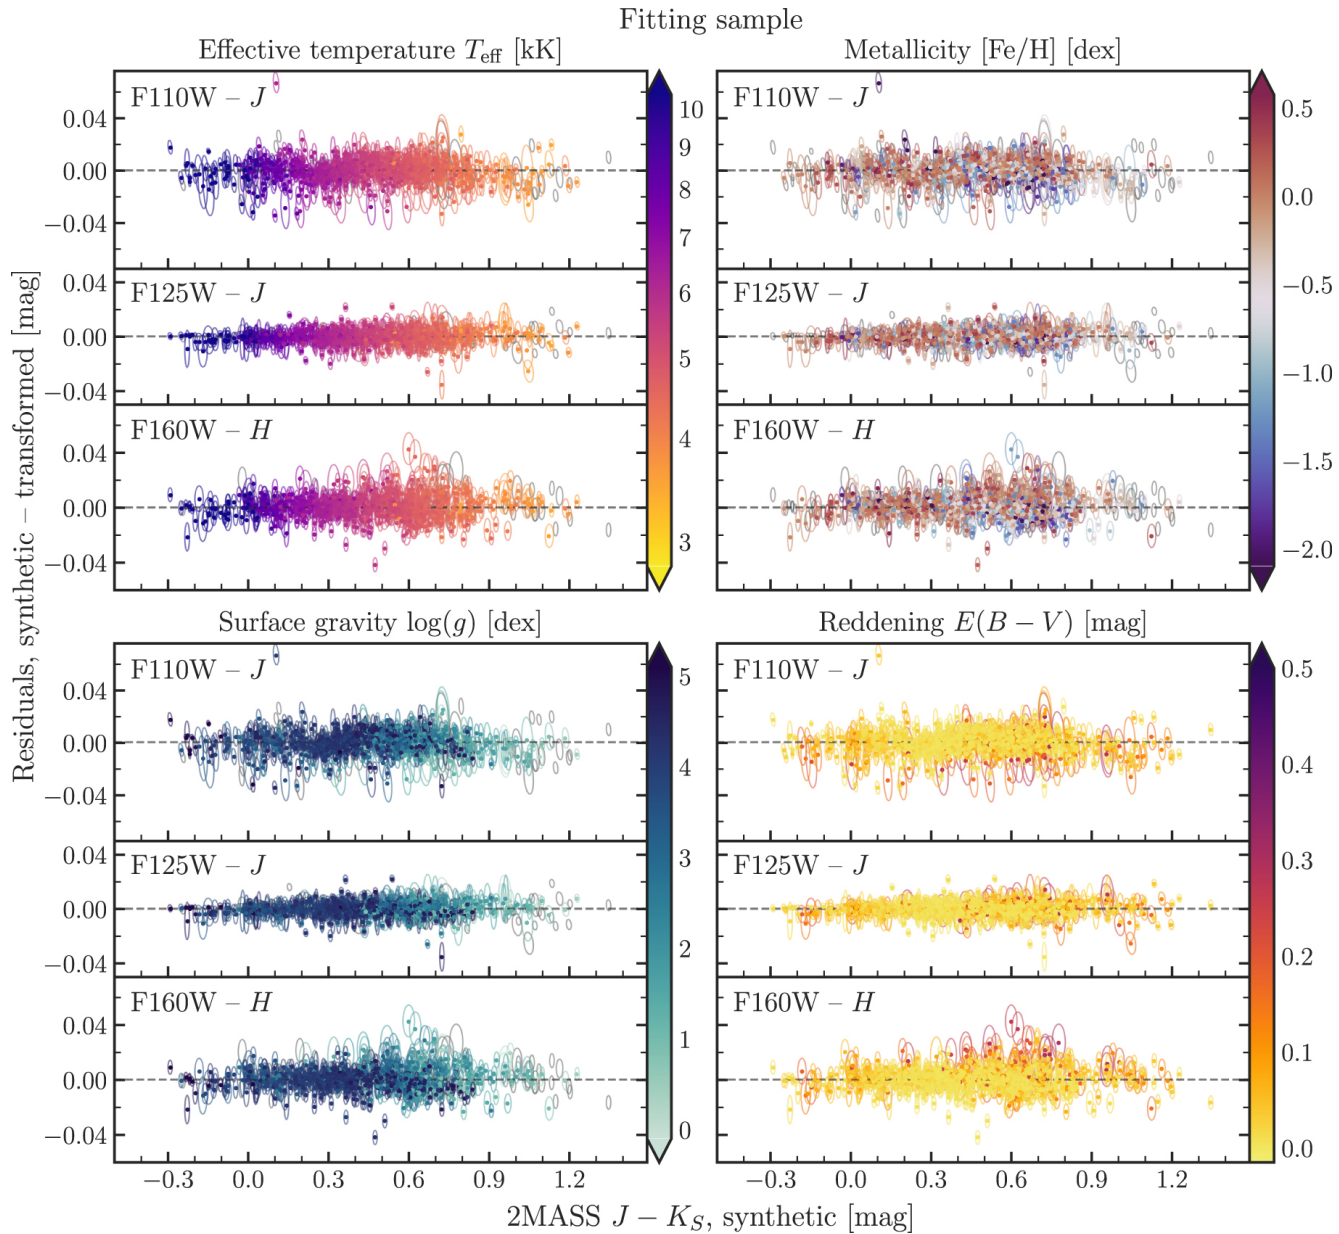 Fitting sample
Effective temperature T_eff [kK]
Metallicity [Fe/H] [dex]
F110W – J
0.04
0.00
−0.04
F125W – J
0.04
0.00
−0.04
F160W – H
0.04
0.00
−0.04
10
9
8
7
6
5
4
3
F110W – J
F125W – J
F160W – H
0.5
0.0
−0.5
−1.0
−1.5
−2.0
Residuals, synthetic – transformed [mag]
Surface gravity log(g) [dex]
Reddening E(B − V) [mag]
F110W – J
0.04
0.00
−0.04
F125W – J
0.04
0.00
−0.04
F160W – H
0.04
0.00
−0.04
5
4
3
2
1
0
F110W – J
F125W – J
F160W – H
0.5
0.4
0.3
0.2
0.1
0.0
−0.3 0.0 0.3 0.6 0.9 1.2
−0.3 0.0 0.3 0.6 0.9 1.2
2MASS J − K_S, synthetic [mag]